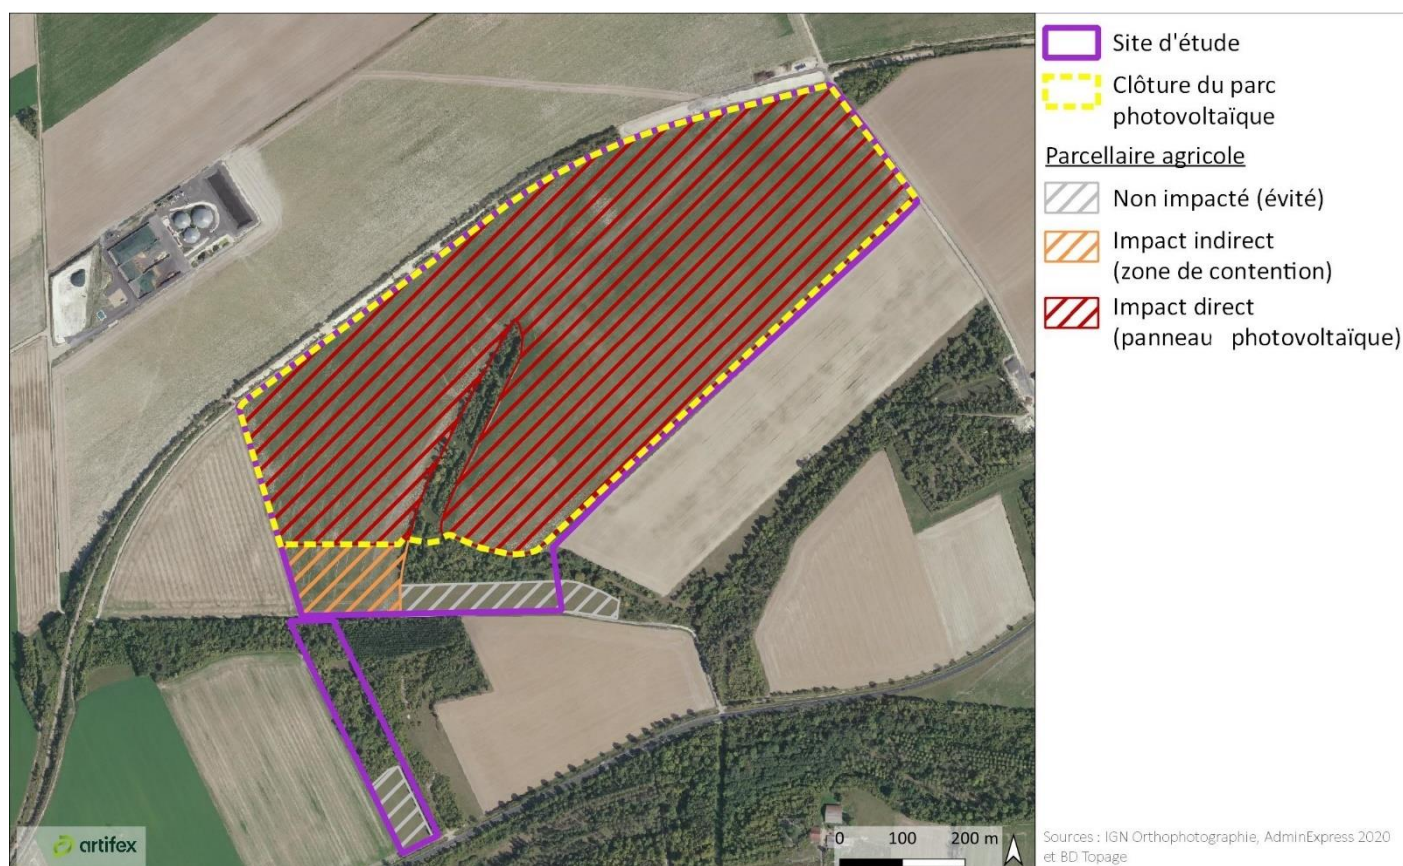 Site d'étude
Clôture du parc
photovoltaïque
Parcellaire agricole
Non impacté (évité)
Impact indirect
(zone de contention)
Impact direct
(panneau photovoltaïque)
artifex
0 100 200 m
Sources : IGN Orthophotographie, AdminExpress 2020
et BD Topage